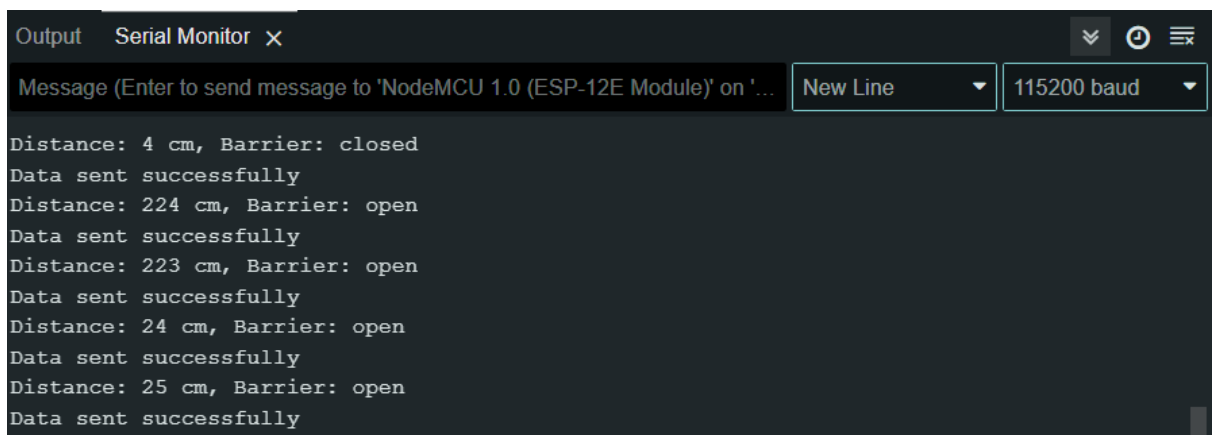 Output Serial Monitor
Message (Enter to send message to 'NodeMCU 1.0 (ESP-12E Module)' on '... New Line 115200 baud
Distance: 4 cm, Barrier: closed
Data sent successfully
Distance: 224 cm, Barrier: open
Data sent successfully
Distance: 223 cm, Barrier: open
Data sent successfully
Distance: 24 cm, Barrier: open
Data sent successfully
Distance: 25 cm, Barrier: open
Data sent successfully